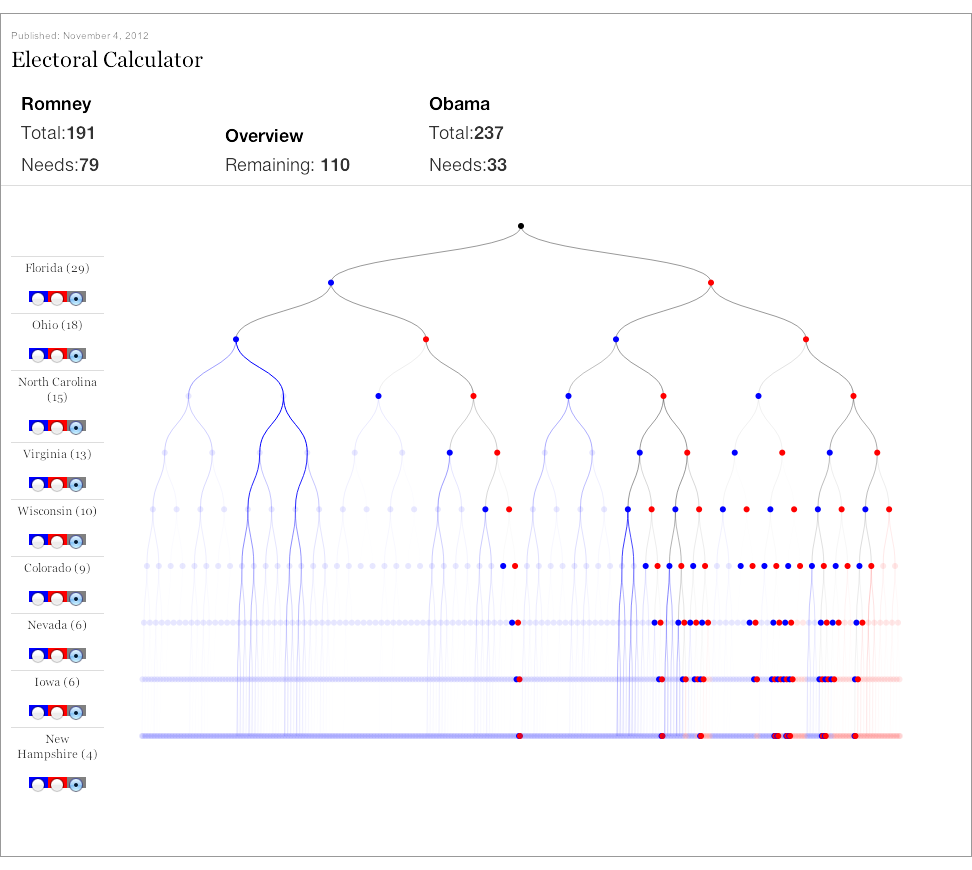 Published: November 4, 2012
Electoral Calculator
Romney
Total:191
Needs:79
Overview
Remaining: 110
Obama
Total:237
Needs:33
Florida (29)
Ohio (18)
North Carolina
(15)
Virginia (13)
Wisconsin (10)
Colorado (9)
Nevada (6)
Iowa (6)
New
Hampshire (4)